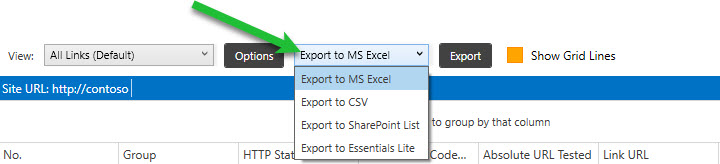 View: All Links (Default) Options Export to MS Excel Export Show Grid Lines
Site URL: http://contoso
Export to MS Excel
Export to CSV
Export to SharePoint List
Export to Essentials Lite
to group by that column
No. Group HTTP Stat Code... Absolute URL Tested Link URL